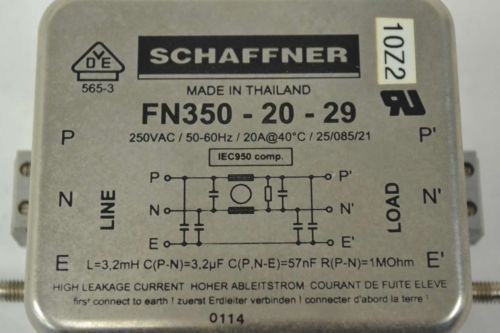 DVE
SCHAFFNER
10Z2
565-3
MADE IN THAILAND
FN350 - 20 - 29
250VAC / 50-60Hz / 20A@40°C / 25/085/21
IEC950 comp.
P P P' P'
N LINE N N' LOAD N'
E E E' E'
L=3,2mH C(P-N)=3,2µF C(P,N-E)=57nF R(P-N)=1MOhm
HIGH LEAKAGE CURRENT HOHER ABLEITSTROM COURANT DE FUITE ELEVE
first connect to earth ! zuerst Erdleiter verbinden ! connecter d'abord la terre !
0114